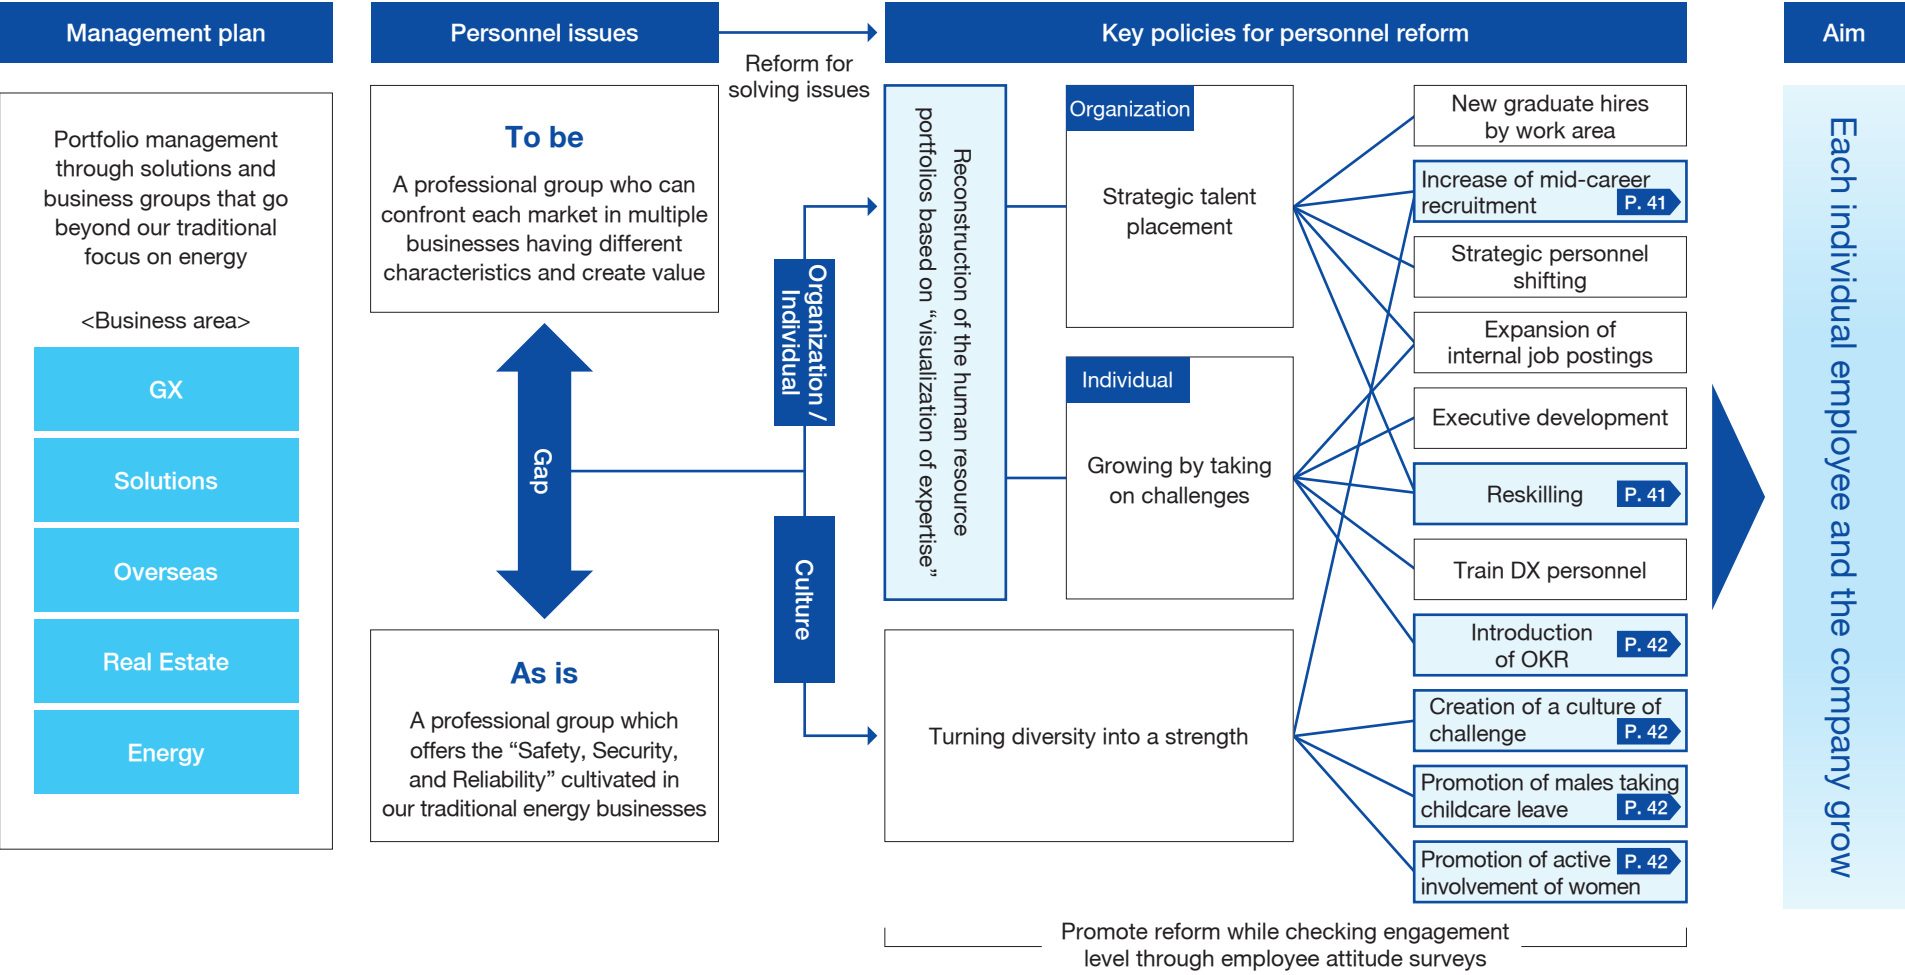 Management plan
Portfolio management
through solutions and
business groups that go
beyond our traditional
focus on energy
<Business area>
GX
Solutions
Overseas
Real Estate
Energy
Personnel issues
To be
A professional group who can
confront each market in multiple
businesses having different
characteristics and create value
Gap
As is
A professional group which
offers the “Safety, Security,
and Reliability” cultivated in
our traditional energy businesses
Reform for
solving issues
Organization /
Individual
Culture
Key policies for personnel reform
Reconstruction of the human resource
portfolios based on “visualization of expertise”
Organization
Strategic talent
placement
Individual
Growing by taking
on challenges
Turning diversity into a strength
New graduate hires
by work area
Increase of mid-career
recruitment P. 41
Strategic personnel
shifting
Expansion of
internal job postings
Executive development
Reskilling P. 41
Train DX personnel
Introduction
of OKR P. 42
Creation of a culture of
challenge P. 42
Promotion of males taking
childcare leave P. 42
Promotion of active P. 42
involvement of women
Promote reform while checking engagement
level through employee attitude surveys
Aim
Each individual employee and the company grow